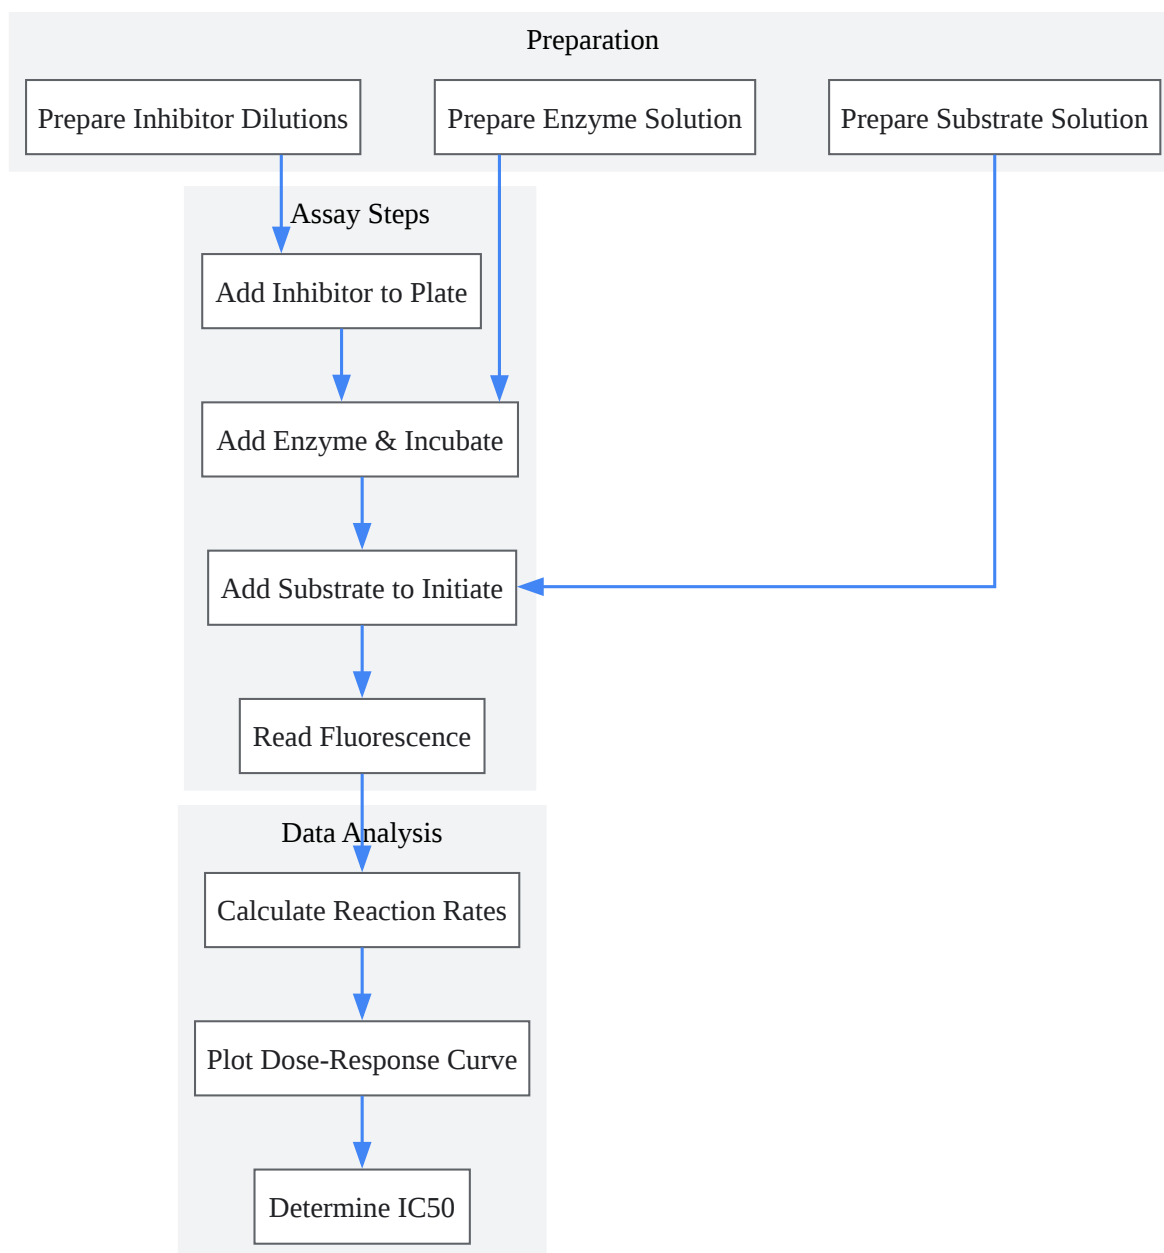 Preparation
Prepare Inhibitor Dilutions
Prepare Enzyme Solution
Prepare Substrate Solution
Assay Steps
Add Inhibitor to Plate
Add Enzyme & Incubate
Add Substrate to Initiate
Read Fluorescence
Data Analysis
Calculate Reaction Rates
Plot Dose-Response Curve
Determine IC50